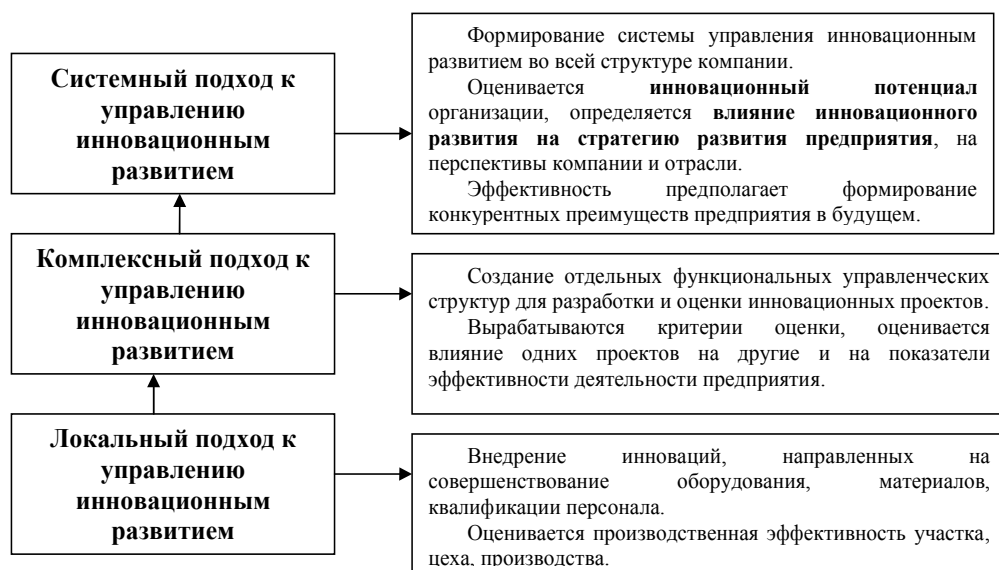 Системный подход к
управлению
инновационным
развитием
Формирование системы управления инновационным
развитием во всей структуре компании.
Оценивается инновационный потенциал
организации, определяется влияние инновационного
развития на стратегию развития предприятия, на
перспективы компании и отрасли.
Эффективность предполагает формирование
конкурентных преимуществ предприятия в будущем.
Комплексный подход к
управлению
инновационным
развитием
Создание отдельных функциональных управленческих
структур для разработки и оценки инновационных проектов.
Вырабатываются критерии оценки, оценивается
влияние одних проектов на другие и на показатели
эффективности деятельности предприятия.
Локальный подход к
управлению
инновационным
развитием
Внедрение инноваций, направленных на
совершенствование оборудования, материалов,
квалификации персонала.
Оценивается производственная эффективность участка,
цеха, производства.